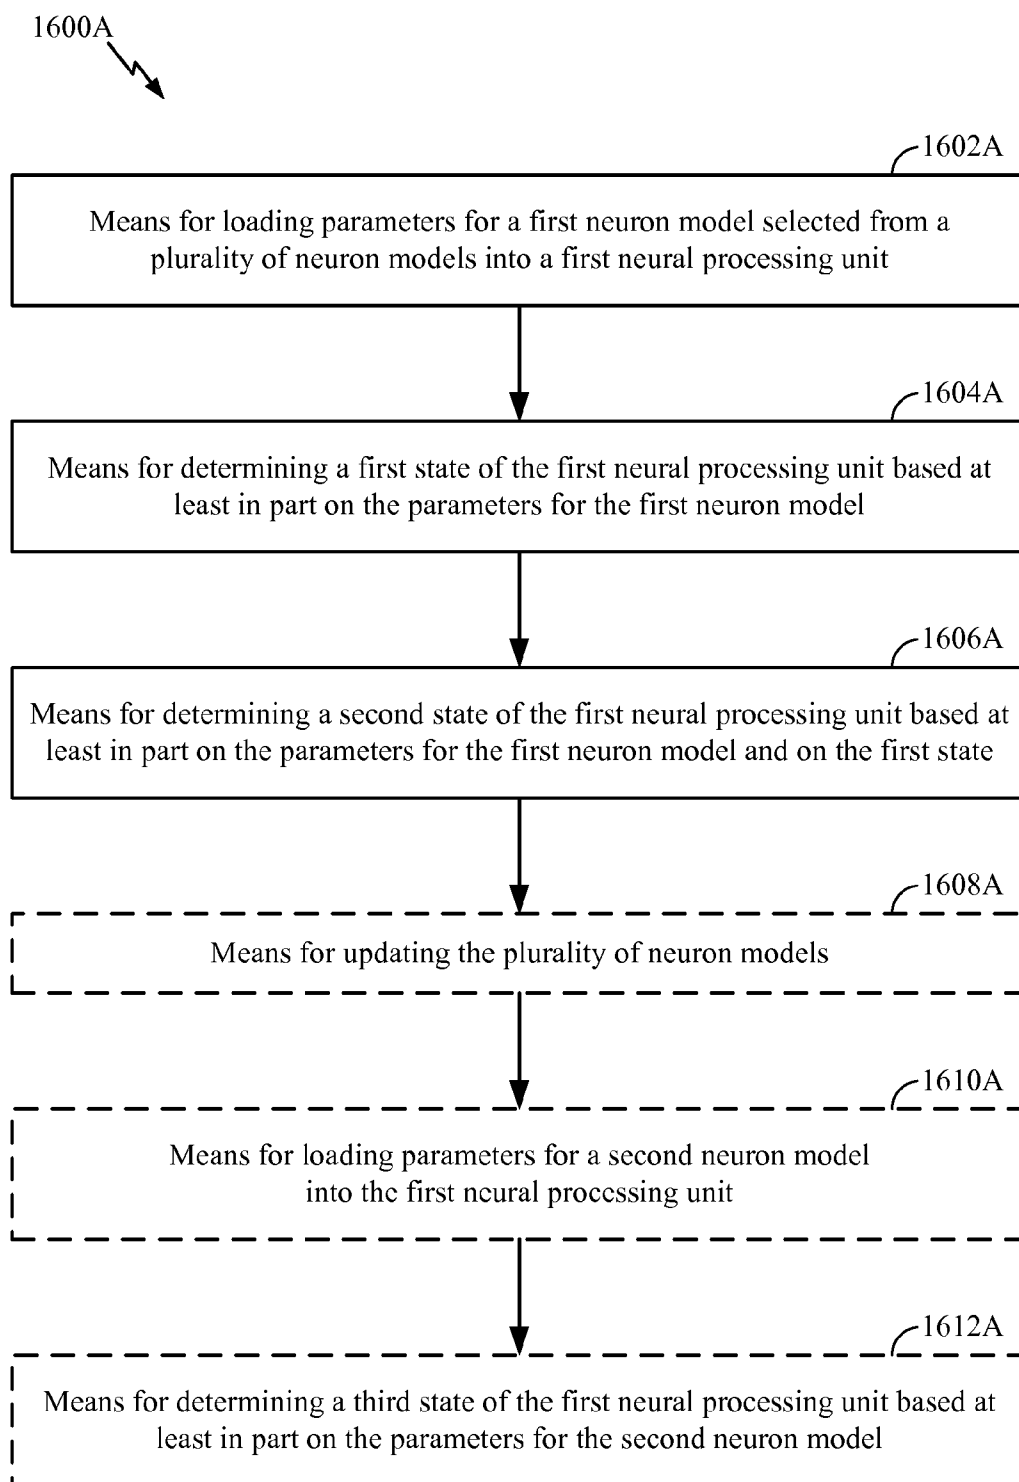 1600A
1602A
Means for loading parameters for a first neuron model selected from a
plurality of neuron models into a first neural processing unit
1604A
Means for determining a first state of the first neural processing unit based at
least in part on the parameters for the first neuron model
1606A
Means for determining a second state of the first neural processing unit based at
least in part on the parameters for the first neuron model and on the first state
1608A
Means for updating the plurality of neuron models
1610A
Means for loading parameters for a second neuron model
into the first neural processing unit
1612A
Means for determining a third state of the first neural processing unit based at
least in part on the parameters for the second neuron model